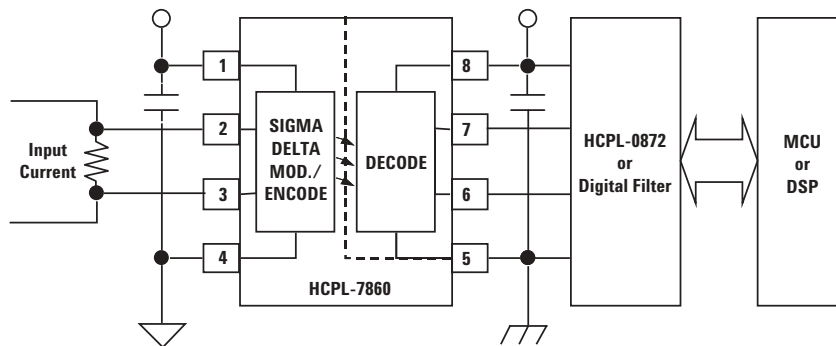 1
8
2
7
3
6
4
5
Input
Current
SIGMA
DELTA
MOD./
ENCODE
DECODE
HCPL-7860
HCPL-0872
or
Digital Filter
MCU
or
DSP